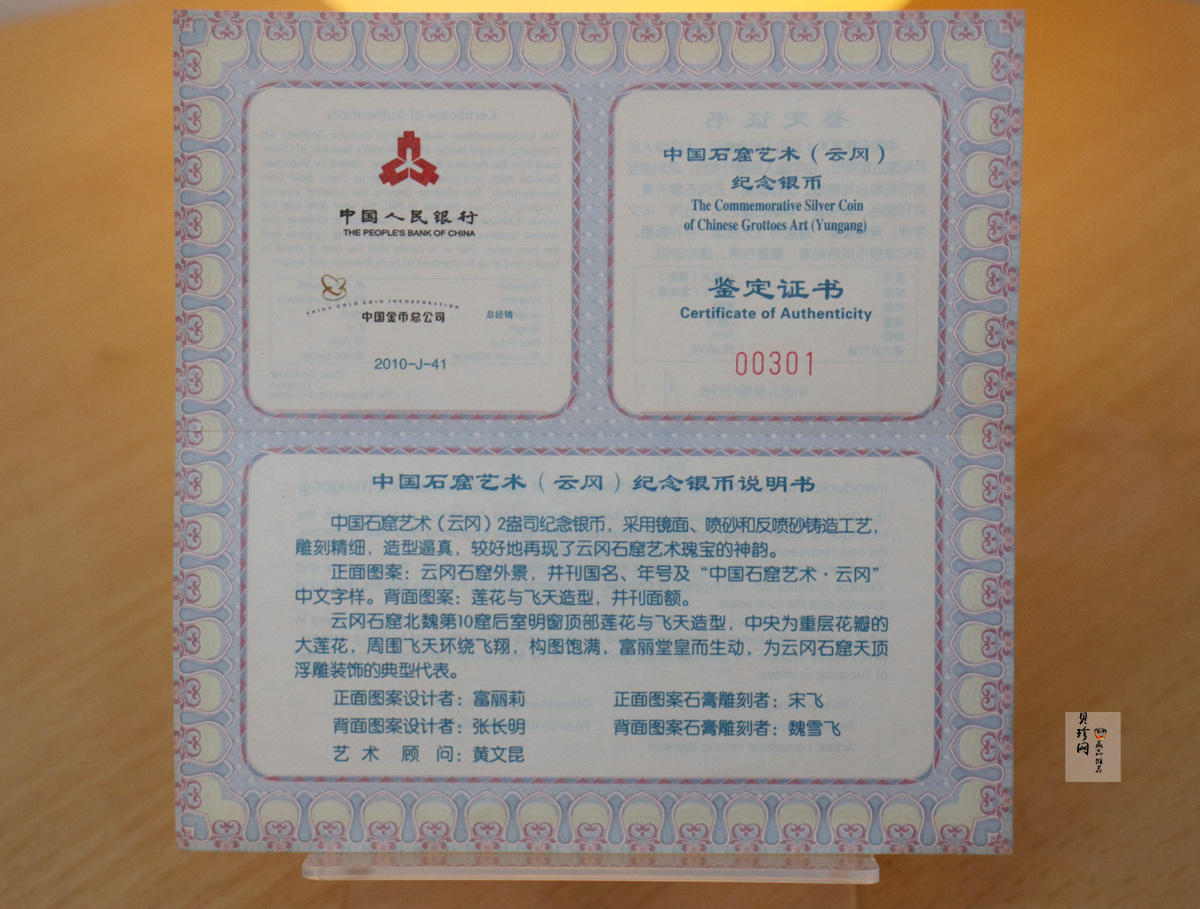 中国人民银行
THE PEOPLE'S BANK OF CHINA
CHINA GOLD COIN INCORPORATION
中国金币总公司 总经销
2010-J-41
中国石窟艺术（云冈）
纪念银币
The Commemorative Silver Coin
of Chinese Grottoes Art (Yungang)
鉴定证书
Certificate of Authenticity
00301
中国石窟艺术（云冈）纪念银币说明书
中国石窟艺术（云冈）2盎司纪念银币，采用镜面、喷砂和反喷砂铸造工艺，
雕刻精细，造型逼真，较好地再现了云冈石窟艺术瑰宝的神韵。
正面图案：云冈石窟外景，并刊国名、年号及“中国石窟艺术·云冈”
中文字样。背面图案：莲花与飞天造型，并刊面额。
云冈石窟北魏第10窟后室明窗顶部莲花与飞天造型，中央为重层花瓣的
大莲花，周围飞天环绕飞翔，构图饱满，富丽堂皇而生动，为云冈石窟天顶
浮雕装饰的典型代表。
正面图案设计者：富丽莉 正面图案石膏雕刻者：宋飞
背面图案设计者：张长明 背面图案石膏雕刻者：魏雪飞
艺术顾问：黄文昆
贝珍网
藏品推荐